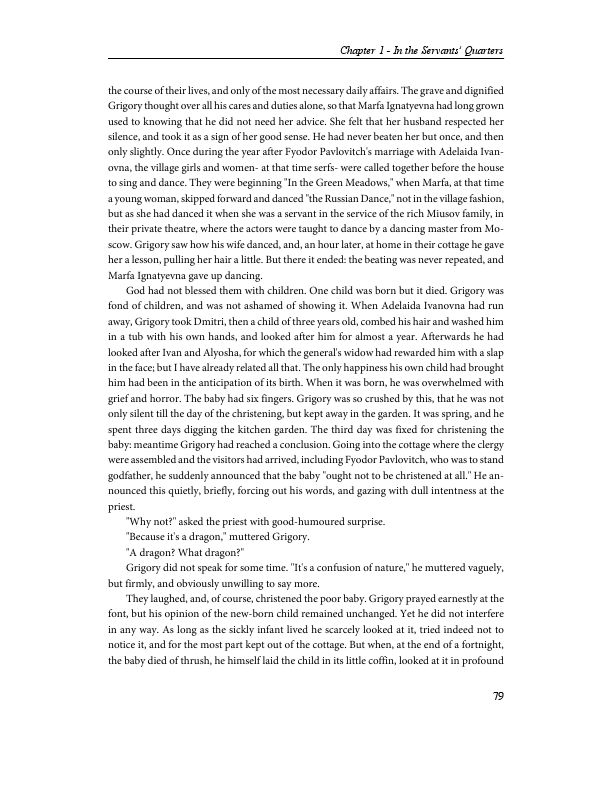 Chapter 1 - In the Servants' Quarters
the course of their lives, and only of the most necessary daily affairs. The grave and dignified
Grigory thought over all his cares and duties alone, so that Marfa Ignatyevna had long grown
used to knowing that he did not need her advice. She felt that her husband respected her
silence, and took it as a sign of her good sense. He had never beaten her but once, and then
only slightly. Once during the year after Fyodor Pavlovitch's marriage with Adelaida Ivan-
ovna, the village girls and women- at that time serfs- were called together before the house
to sing and dance. They were beginning "In the Green Meadows," when Marfa, at that time
a young woman, skipped forward and danced "the Russian Dance," not in the village fashion,
but as she had danced it when she was a servant in the service of the rich Miusov family, in
their private theatre, where the actors were taught to dance by a dancing master from Mo-
scow. Grigory saw how his wife danced, and, an hour later, at home in their cottage he gave
her a lesson, pulling her hair a little. But there it ended: the beating was never repeated, and
Marfa Ignatyevna gave up dancing.
God had not blessed them with children. One child was born but it died. Grigory was
fond of children, and was not ashamed of showing it. When Adelaida Ivanovna had run
away, Grigory took Dmitri, then a child of three years old, combed his hair and washed him
in a tub with his own hands, and looked after him for almost a year. Afterwards he had
looked after Ivan and Alyosha, for which the general's widow had rewarded him with a slap
in the face; but I have already related all that. The only happiness his own child had brought
him had been in the anticipation of its birth. When it was born, he was overwhelmed with
grief and horror. The baby had six fingers. Grigory was so crushed by this, that he was not
only silent till the day of the christening, but kept away in the garden. It was spring, and he
spent three days digging the kitchen garden. The third day was fixed for christening the
baby: meantime Grigory had reached a conclusion. Going into the cottage where the clergy
were assembled and the visitors had arrived, including Fyodor Pavlovitch, who was to stand
godfather, he suddenly announced that the baby "ought not to be christened at all." He an-
nounced this quietly, briefly, forcing out his words, and gazing with dull intentness at the
priest.
"Why not?" asked the priest with good-humoured surprise.
"Because it's a dragon," muttered Grigory.
"A dragon? What dragon?"
Grigory did not speak for some time. "It's a confusion of nature," he muttered vaguely,
but firmly, and obviously unwilling to say more.
They laughed, and, of course, christened the poor baby. Grigory prayed earnestly at the
font, but his opinion of the new-born child remained unchanged. Yet he did not interfere
in any way. As long as the sickly infant lived he scarcely looked at it, tried indeed not to
notice it, and for the most part kept out of the cottage. But when, at the end of a fortnight,
the baby died of thrush, he himself laid the child in its little coffin, looked at it in profound
79